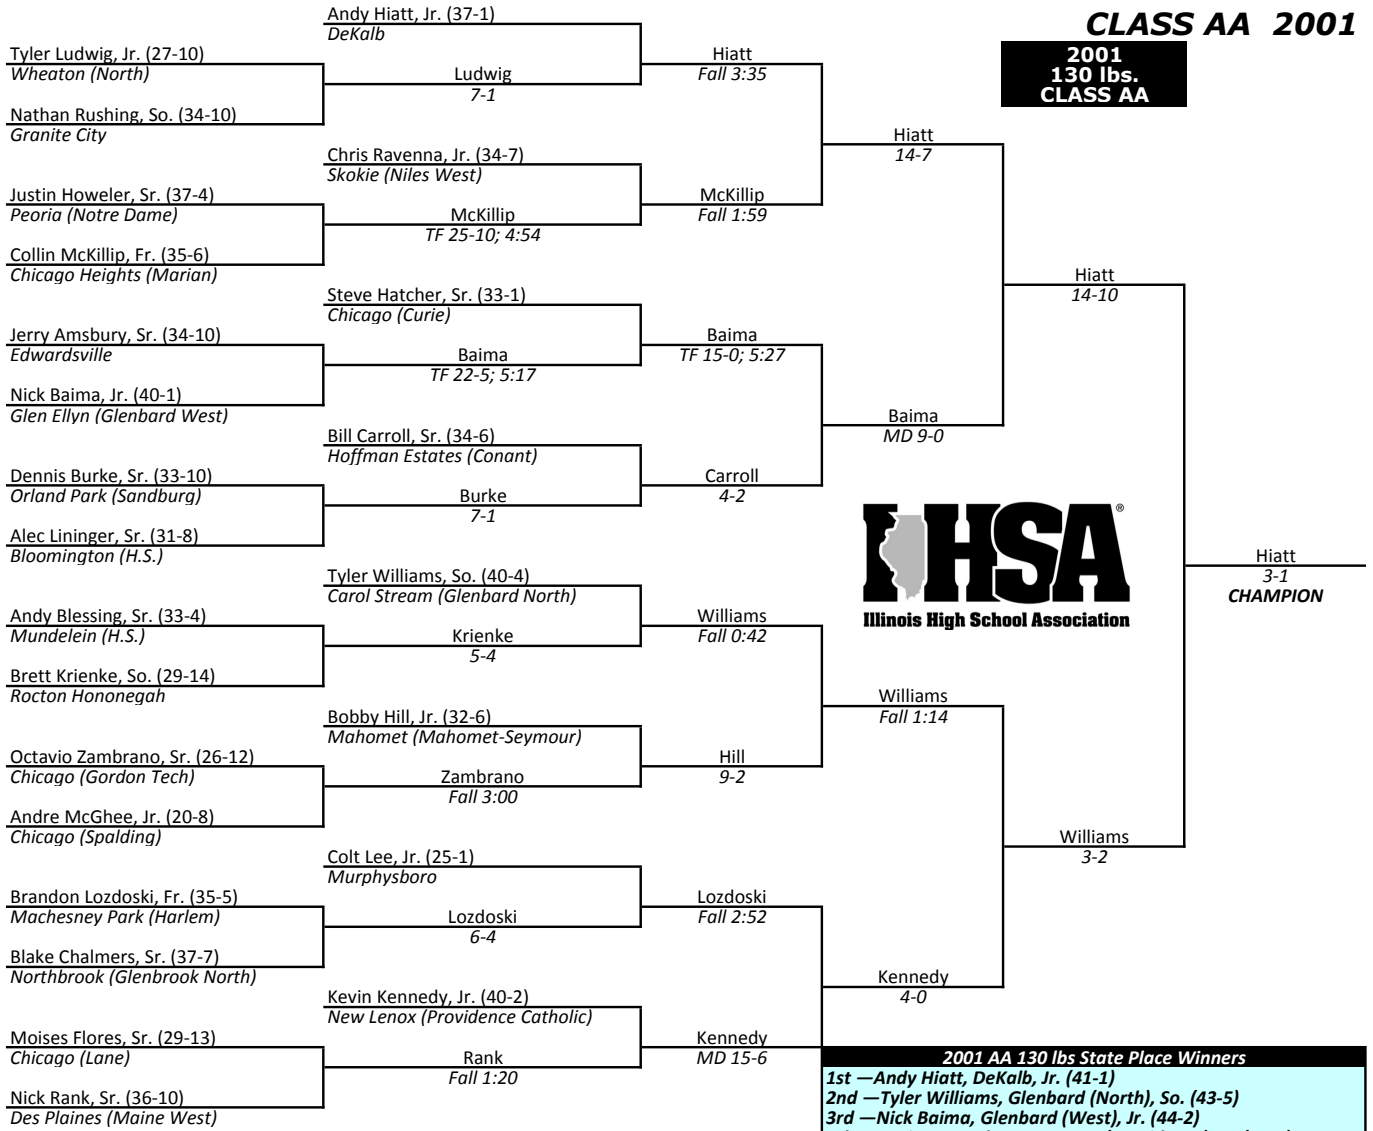 CLASS AA 2001
2001
130 lbs.
CLASS AA
Andy Hiatt, Jr. (37-1)
DeKalb
Tyler Ludwig, Jr. (27-10)
Wheaton (North)
Ludwig
7-1
Nathan Rushing, So. (34-10)
Granite City
Hiatt
Fall 3:35
Chris Ravenna, Jr. (34-7)
Skokie (Niles West)
Justin Howeler, Sr. (37-4)
Peoria (Notre Dame)
McKillip
TF 25-10; 4:54
Collin McKillip, Fr. (35-6)
Chicago Heights (Marian)
McKillip
Fall 1:59
Hiatt
14-7
Steve Hatcher, Sr. (33-1)
Chicago (Curie)
Jerry Amsbury, Sr. (34-10)
Edwardsville
Baima
TF 22-5; 5:17
Nick Baima, Jr. (40-1)
Glen Ellyn (Glenbard West)
Baima
TF 15-0; 5:27
Bill Carroll, Sr. (34-6)
Hoffman Estates (Conant)
Dennis Burke, Sr. (33-10)
Orland Park (Sandburg)
Burke
7-1
Alec Lininger, Sr. (31-8)
Bloomington (H.S.)
Carroll
4-2
Baima
MD 9-0
Hiatt
14-10
IHSA®
Illinois High School Association
Hiatt
3-1
CHAMPION
Tyler Williams, So. (40-4)
Carol Stream (Glenbard North)
Andy Blessing, Sr. (33-4)
Mundelein (H.S.)
Krienke
5-4
Brett Krienke, So. (29-14)
Rocton Hononegah
Williams
Fall 0:42
Bobby Hill, Jr. (32-6)
Mahomet (Mahomet-Seymour)
Octavio Zambrano, Sr. (26-12)
Chicago (Gordon Tech)
Zambrano
Fall 3:00
Andre McGhee, Jr. (20-8)
Chicago (Spalding)
Hill
9-2
Williams
Fall 1:14
Colt Lee, Jr. (25-1)
Murphysboro
Brandon Lozdoski, Fr. (35-5)
Machesney Park (Harlem)
Lozdoski
6-4
Blake Chalmers, Sr. (37-7)
Northbrook (Glenbrook North)
Lozdoski
Fall 2:52
Kevin Kennedy, Jr. (40-2)
New Lenox (Providence Catholic)
Moises Flores, Sr. (29-13)
Chicago (Lane)
Rank
Fall 1:20
Nick Rank, Sr. (36-10)
Des Plaines (Maine West)
Kennedy
MD 15-6
Kennedy
4-0
Williams
3-2
2001 AA 130 lbs State Place Winners
1st —Andy Hiatt, DeKalb, Jr. (41-1)
2nd —Tyler Williams, Glenbard (North), So. (43-5)
3rd —Nick Baima, Glenbard (West), Jr. (44-2)